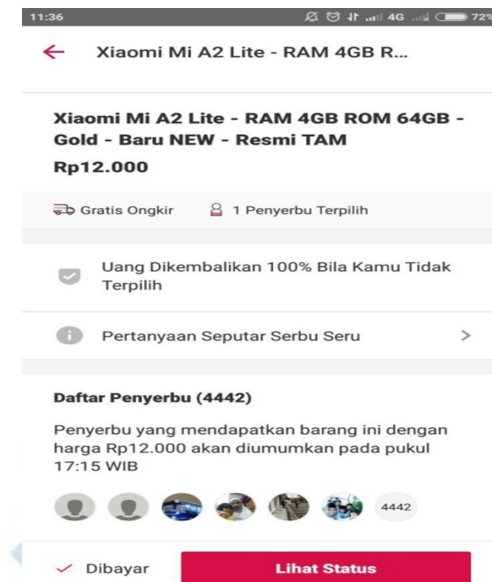 11:36 4G 72%
Xiaomi Mi A2 Lite - RAM 4GB R...
Xiaomi Mi A2 Lite - RAM 4GB ROM 64GB -
Gold - Baru NEW - Resmi TAM
Rp12.000
Gratis Ongkir 1 Penyerbu Terpilih
Uang Dikembalikan 100% Bila Kamu Tidak
Terpilih
Pertanyaan Seputar Serbu Seru
Daftar Penyerbu (4442)
Penyerbu yang mendapatkan barang ini dengan
harga Rp12.000 akan diumumkan pada pukul
17:15 WIB
4442
Dibayar Lihat Status